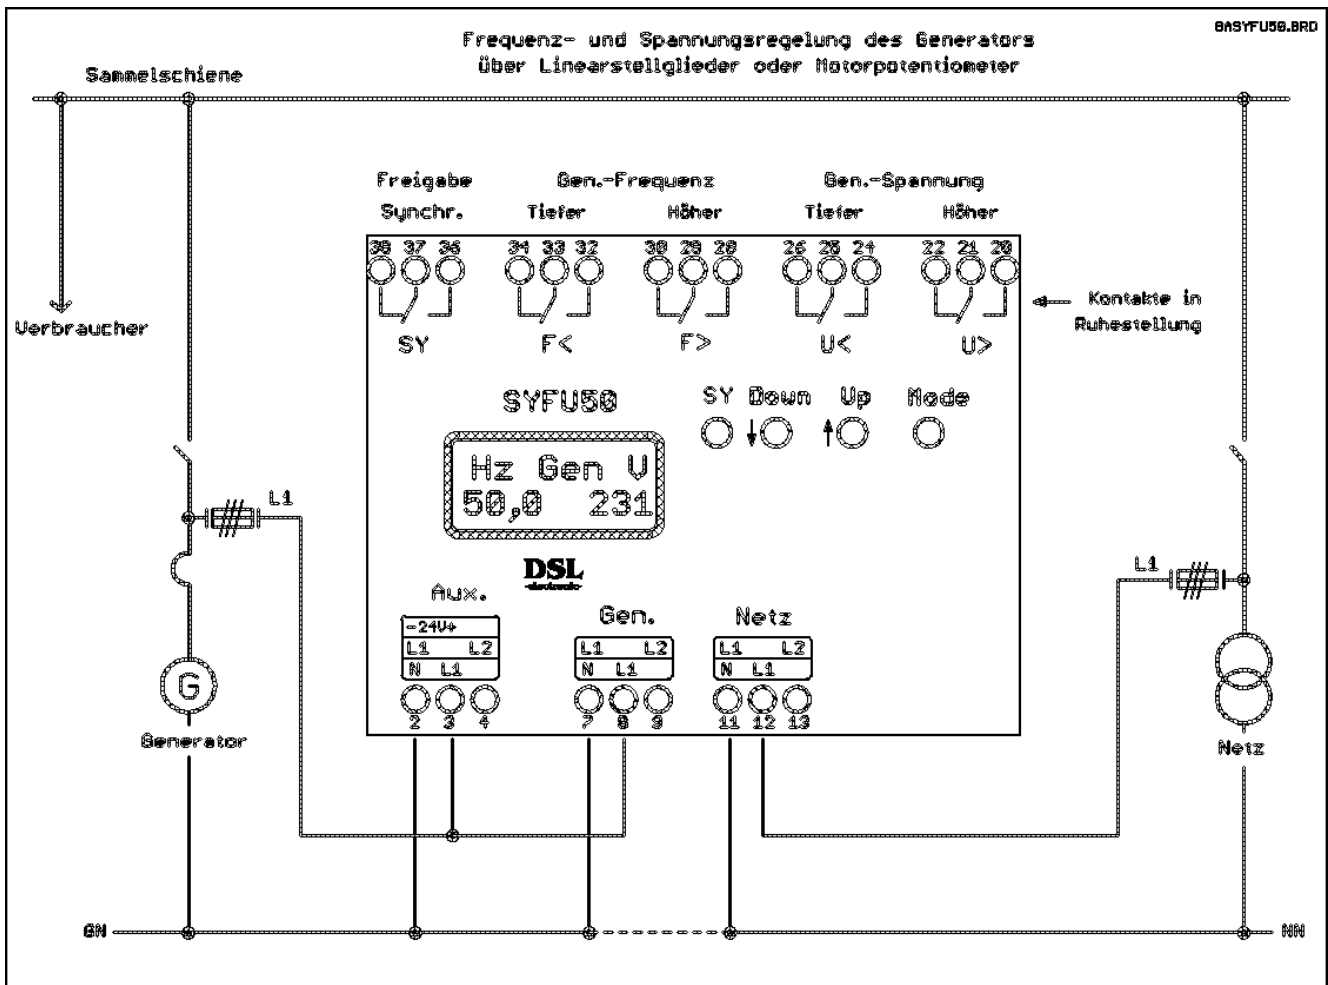 8ASYFU50.BRD
Frequenz- und Spannungsregelung des Generators
über Linearstellglieder oder Motorpotentiometer
Sammelschiene
Freigabe Gen.-Frequenz Gen.-Spannung
Synchr. Tiefer Höher Tiefer Höher
38 37 36 34 33 32 30 29 28 26 25 24 22 21 20
Kontakte in
Ruhestellung
Verbraucher
SY F< F> U< U>
SYFU50
SY Down Up Mode
Hz Gen V
50,0 231
L1
L1
DSL
electronic
Aux. Gen. Netz
-24V+
L1 L2 L1 L2 L1 L2
N L1 N L1 N L1
2 3 4 7 8 9 11 12 13
G
Generator
Netz
GN
NN